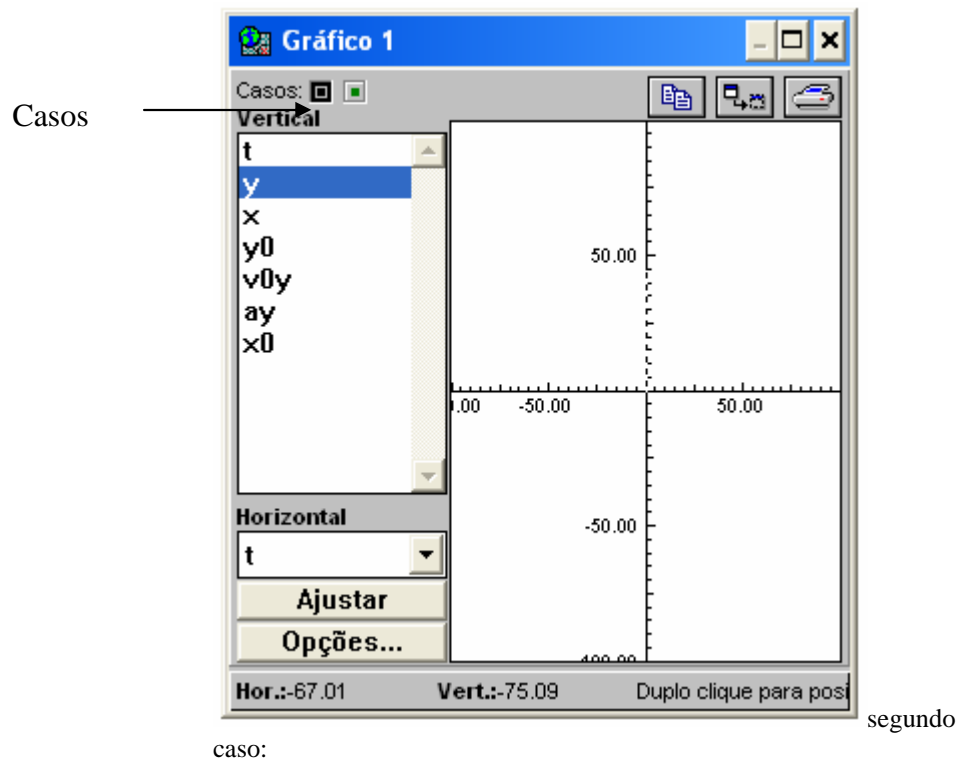 Gráfico 1
Casos:
Casos
Vertical
t
y
x
y0
v0y
ay
x0
50.00
.00 -50.00 50.00
-50.00
Horizontal
t
Ajustar
Opções...
Hor.:-67.01 Vert.:-75.09 Duplo clique para posi
segundo
caso: